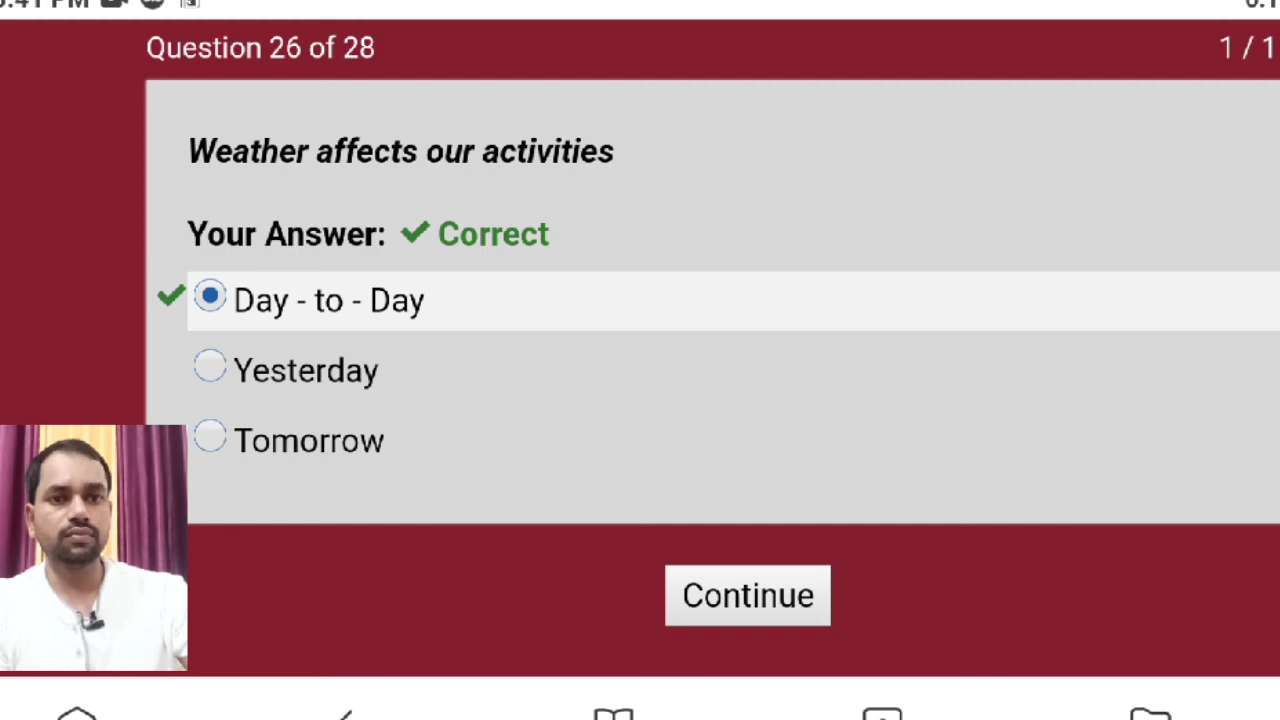 Question 26 of 28
1 / 1
Weather affects our activities
Your Answer: ✔ Correct
Day - to - Day
Yesterday
Tomorrow
Continue